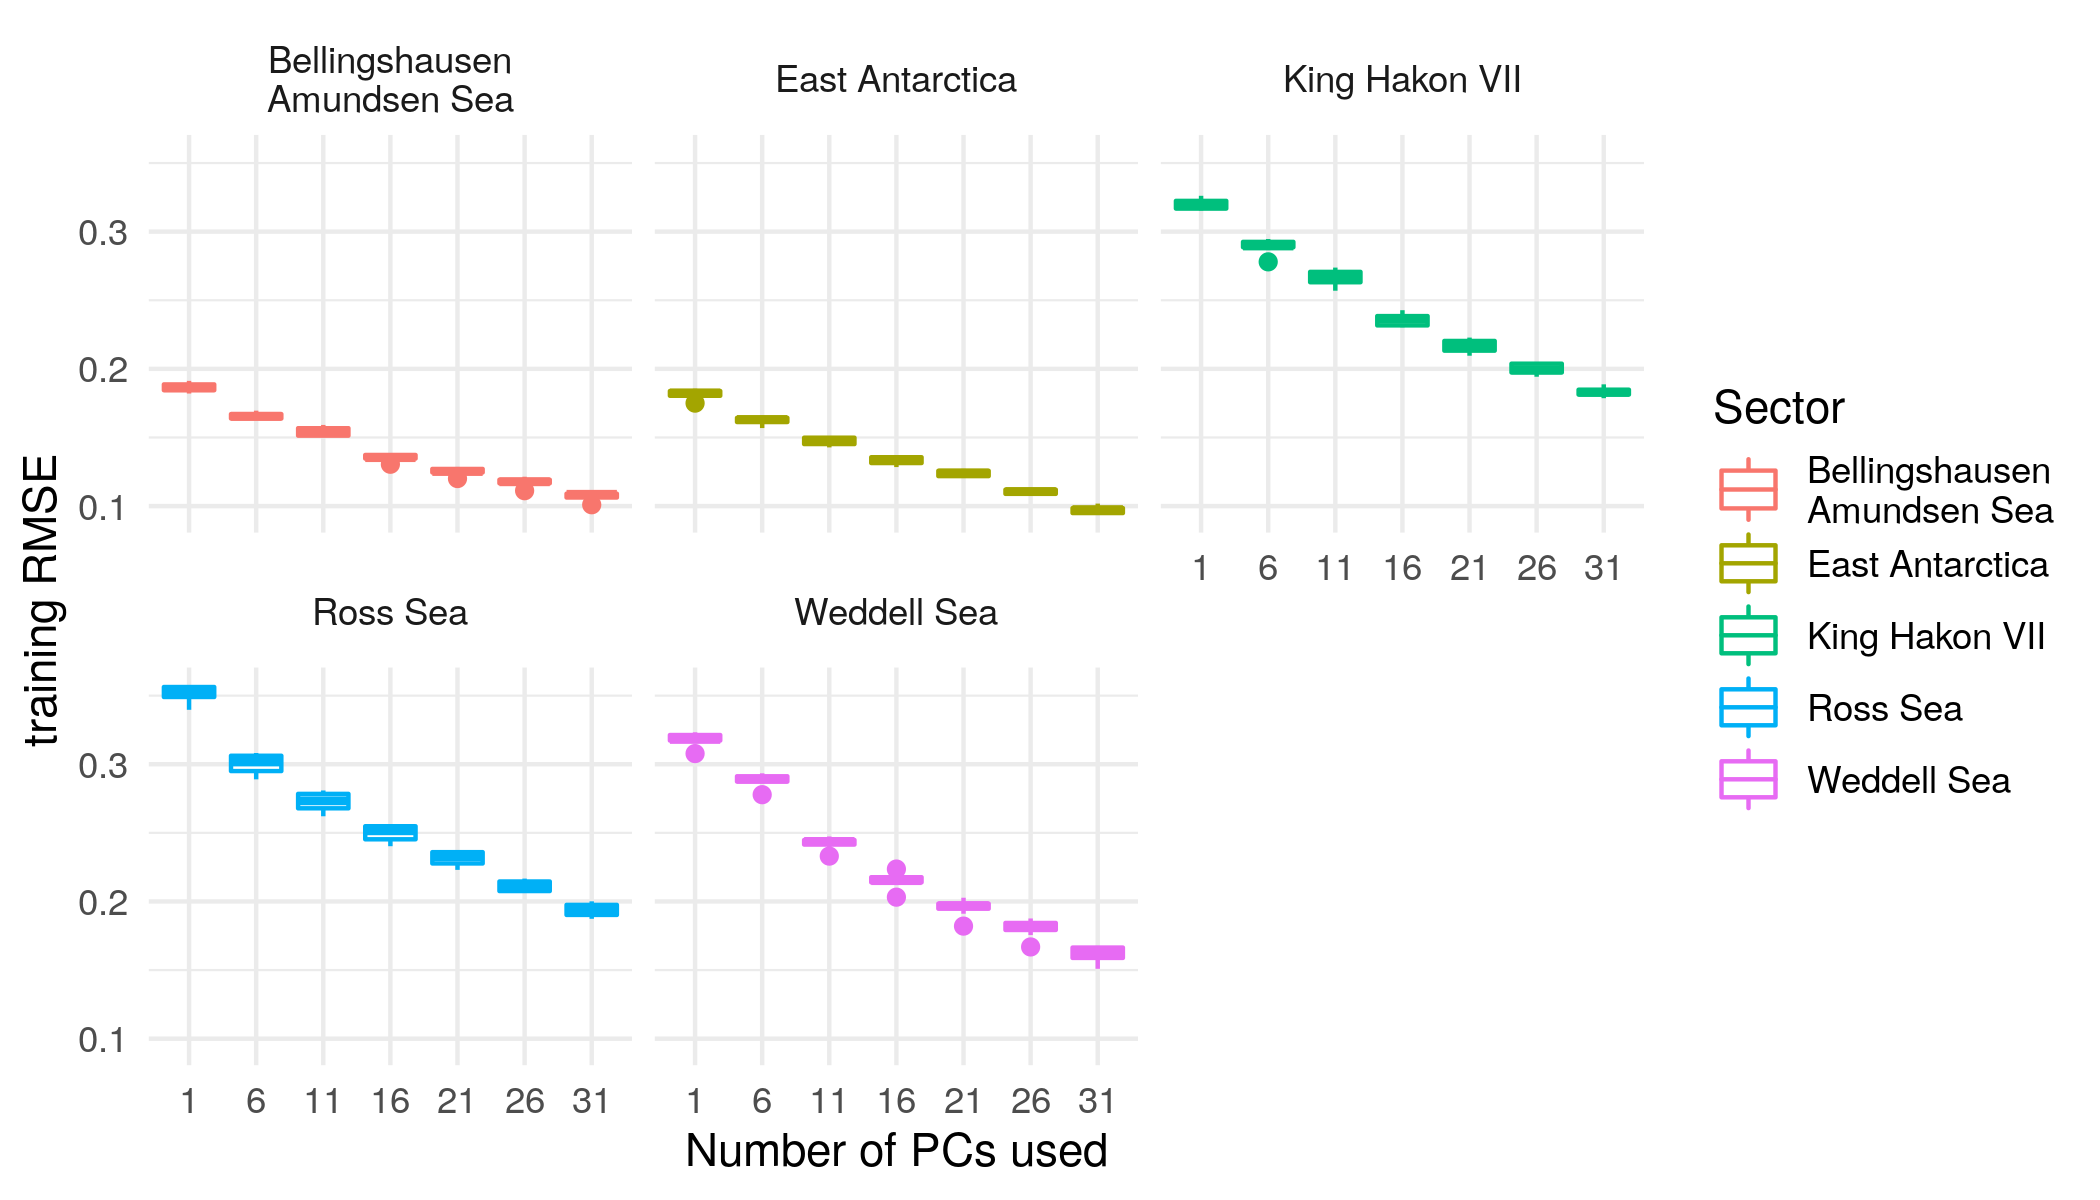 Bellingshausen
Amundsen Sea
East Antarctica
King Hakon VII
0.3
0.2
0.1
1 6 11 16 21 26 31
Ross Sea
Weddell Sea
0.3
0.2
0.1
1 6 11 16 21 26 31
1 6 11 16 21 26 31
Number of PCs used
training RMSE
Sector
Bellingshausen
Amundsen Sea
East Antarctica
King Hakon VII
Ross Sea
Weddell Sea